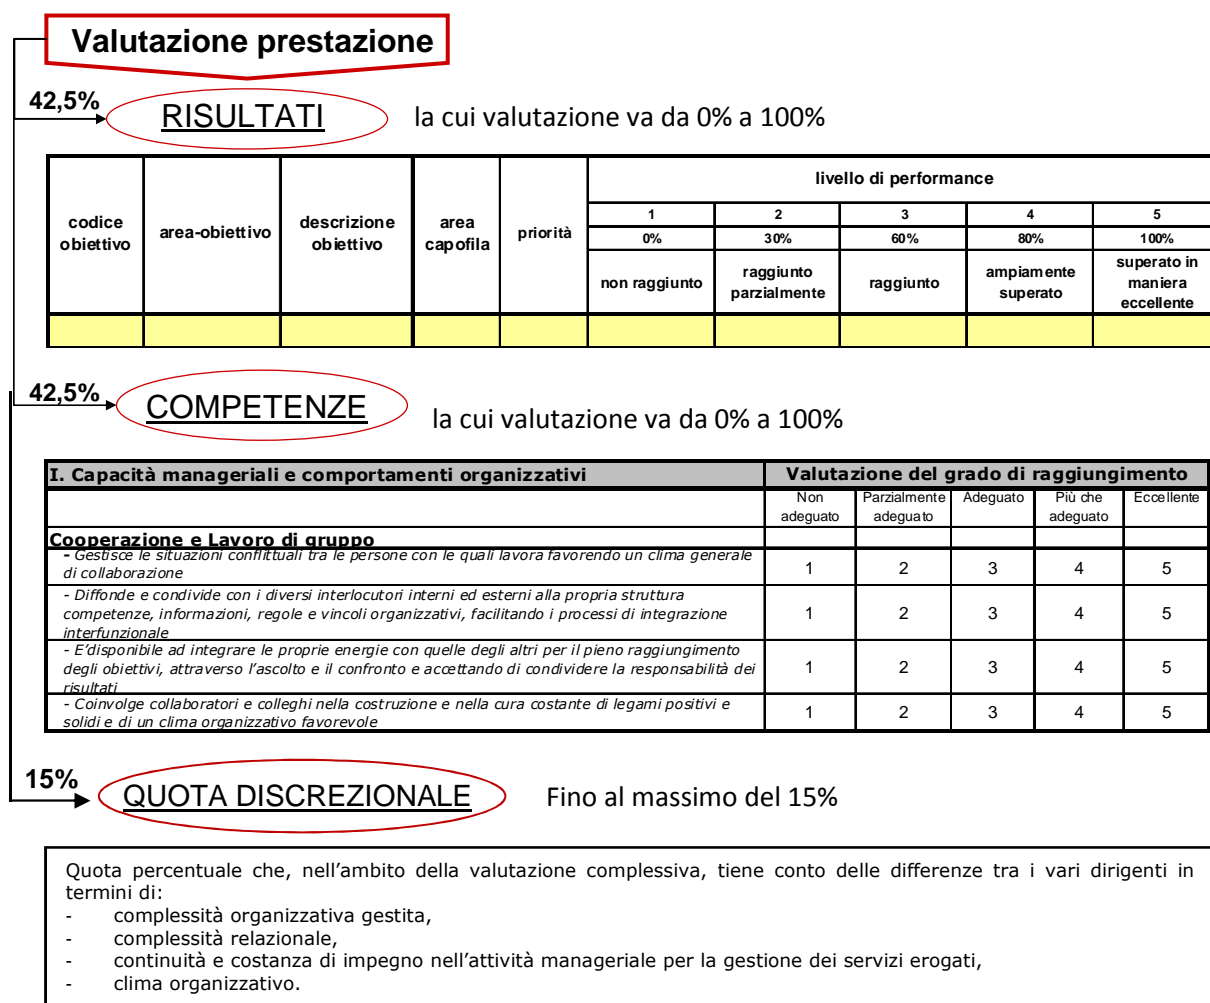 Valutazione prestazione
42,5%
RISULTATI
la cui valutazione va da 0% a 100%
codice obiettivo
area-obiettivo
descrizione obiettivo
area capofila
priorità
livello di performance
1 2 3 4 5
0% 30% 60% 80% 100%
non raggiunto
raggiunto parzialmente
raggiunto
ampiamente superato
superato in maniera eccellente
42,5%
COMPETENZE
la cui valutazione va da 0% a 100%
I. Capacità manageriali e comportamenti organizzativi
Valutazione del grado di raggiungimento
Non adeguato
Parzialmente adeguato
Adeguato
Più che adeguato
Eccellente
Cooperazione e Lavoro di gruppo
- Gestisce le situazioni conflittuali tra le persone con le quali lavora favorendo un clima generale
di collaborazione
1 2 3 4 5
- Diffonde e condivide con i diversi interlocutori interni ed esterni alla propria struttura
competenze, informazioni, regole e vincoli organizzativi, facilitando i processi di integrazione
interfunzionale
1 2 3 4 5
- E'disponibile ad integrare le proprie energie con quelle degli altri per il pieno raggiungimento
degli obiettivi, attraverso l'ascolto e il confronto e accettando di condividere la responsabilità dei
risultati
1 2 3 4 5
- Coinvolge collaboratori e colleghi nella costruzione e nella cura costante di legami positivi e
solidi e di un clima organizzativo favorevole
1 2 3 4 5
15%
QUOTA DISCREZIONALE
Fino al massimo del 15%
Quota percentuale che, nell'ambito della valutazione complessiva, tiene conto delle differenze tra i vari dirigenti in
termini di:
- complessità organizzativa gestita,
- complessità relazionale,
- continuità e costanza di impegno nell'attività manageriale per la gestione dei servizi erogati,
- clima organizzativo.